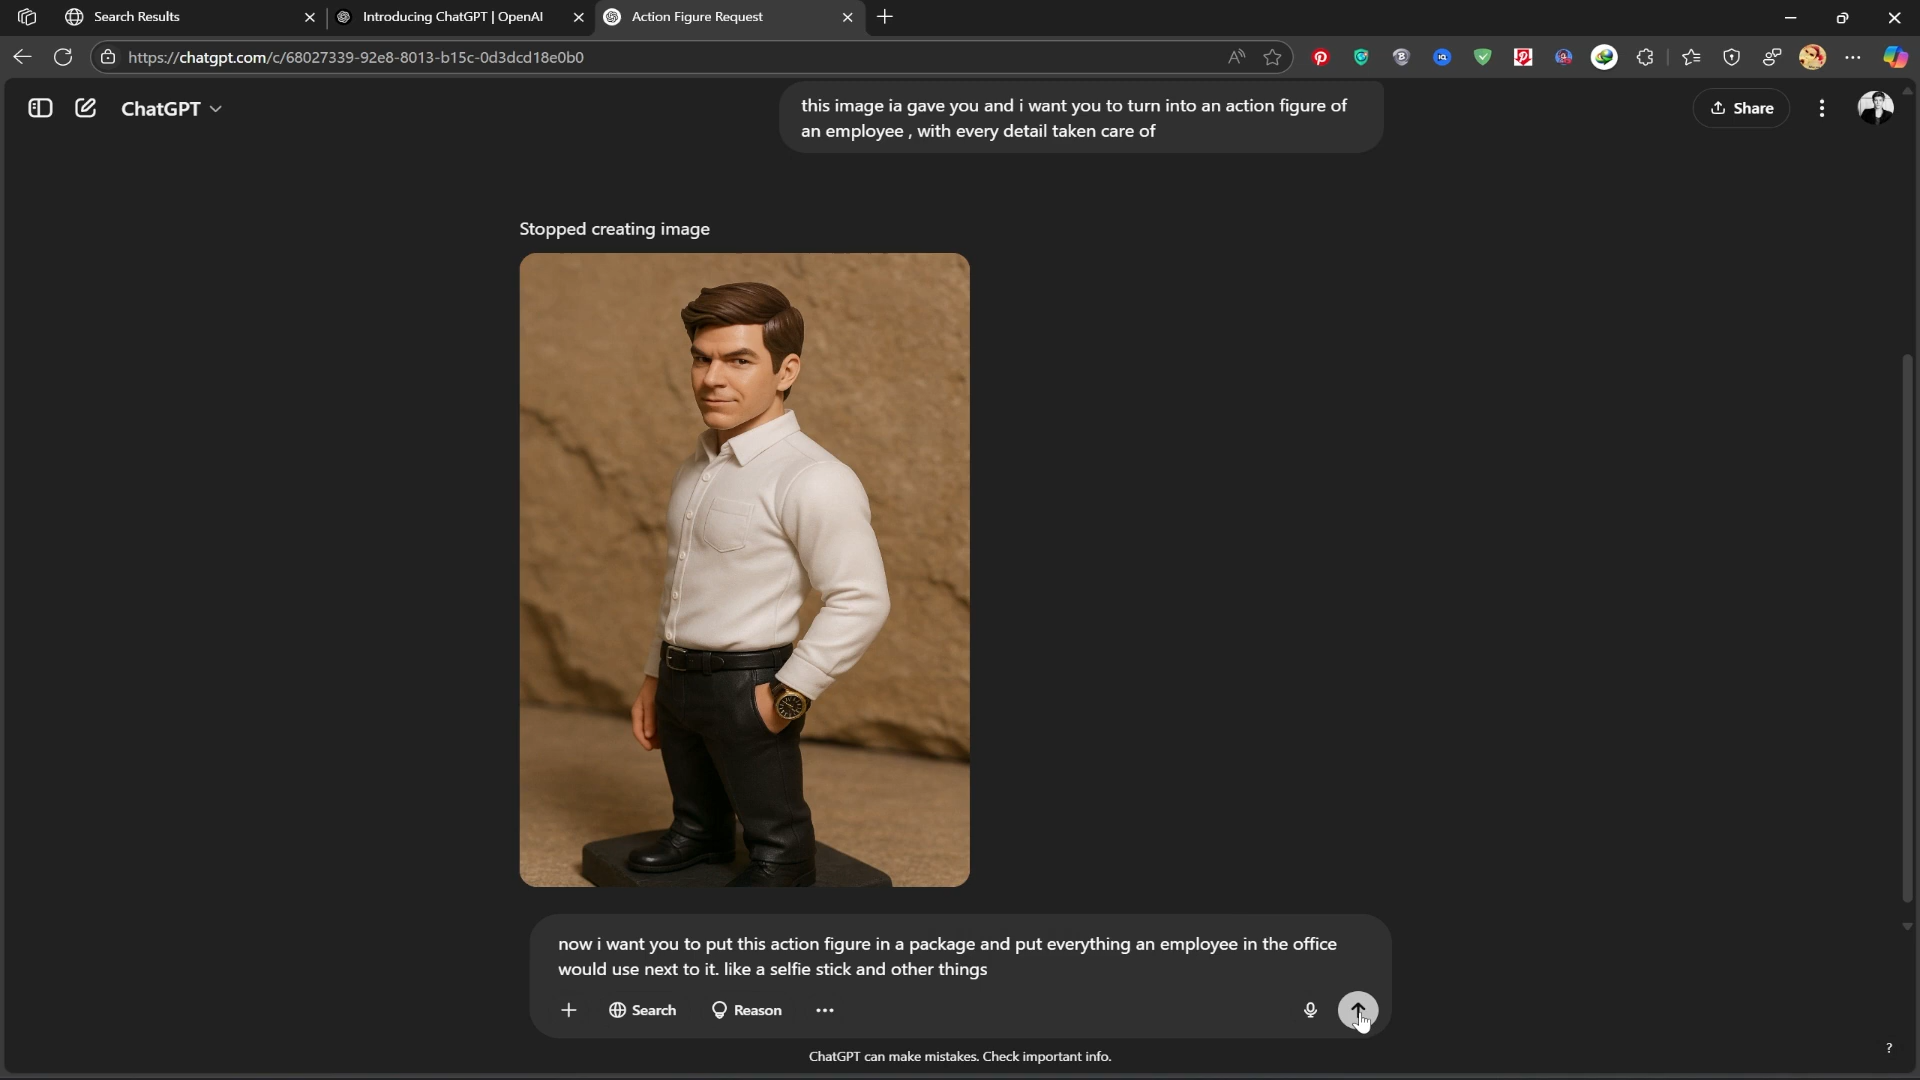 Search Results
Introducing ChatGPT | OpenAI
Action Figure Request
https://chatgpt.com/c/68027339-92e8-8013-b15c-0d3dcd18e0b0
ChatGPT
this image ia gave you and i want you to turn into an action figure of
an employee , with every detail taken care of
Share
Stopped creating image
now i want you to put this action figure in a package and put everything an employee in the office
would use next to it. like a selfie stick and other things
Search
Reason
ChatGPT can make mistakes. Check important info.
?